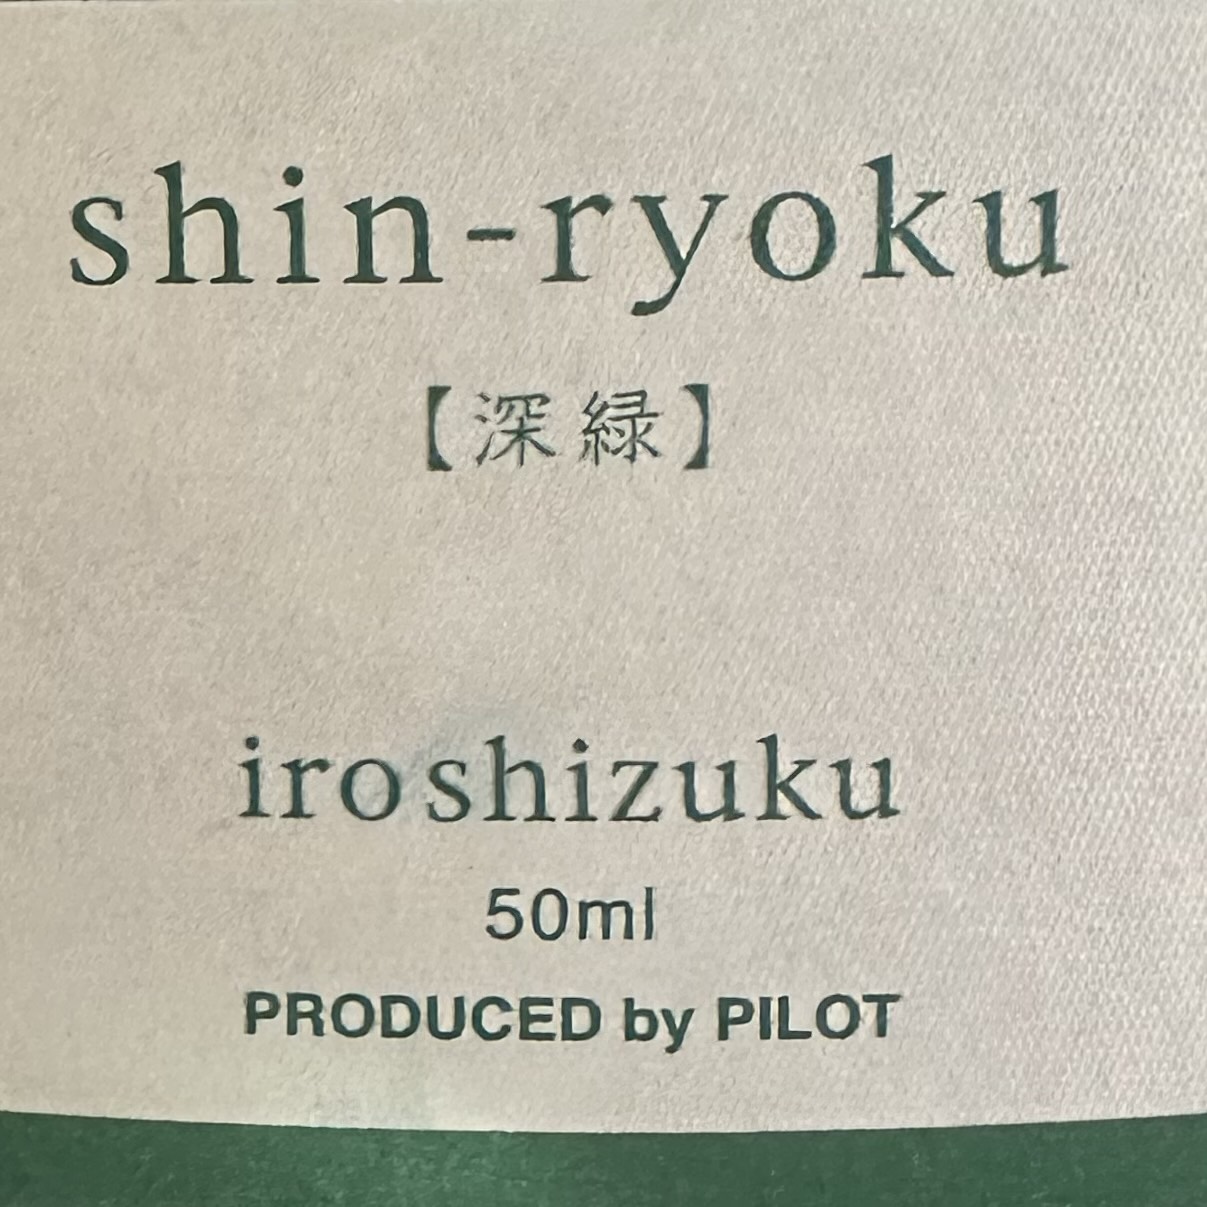 shin-ryoku
【深緑】
iroshizuku
50ml
PRODUCED by PILOT